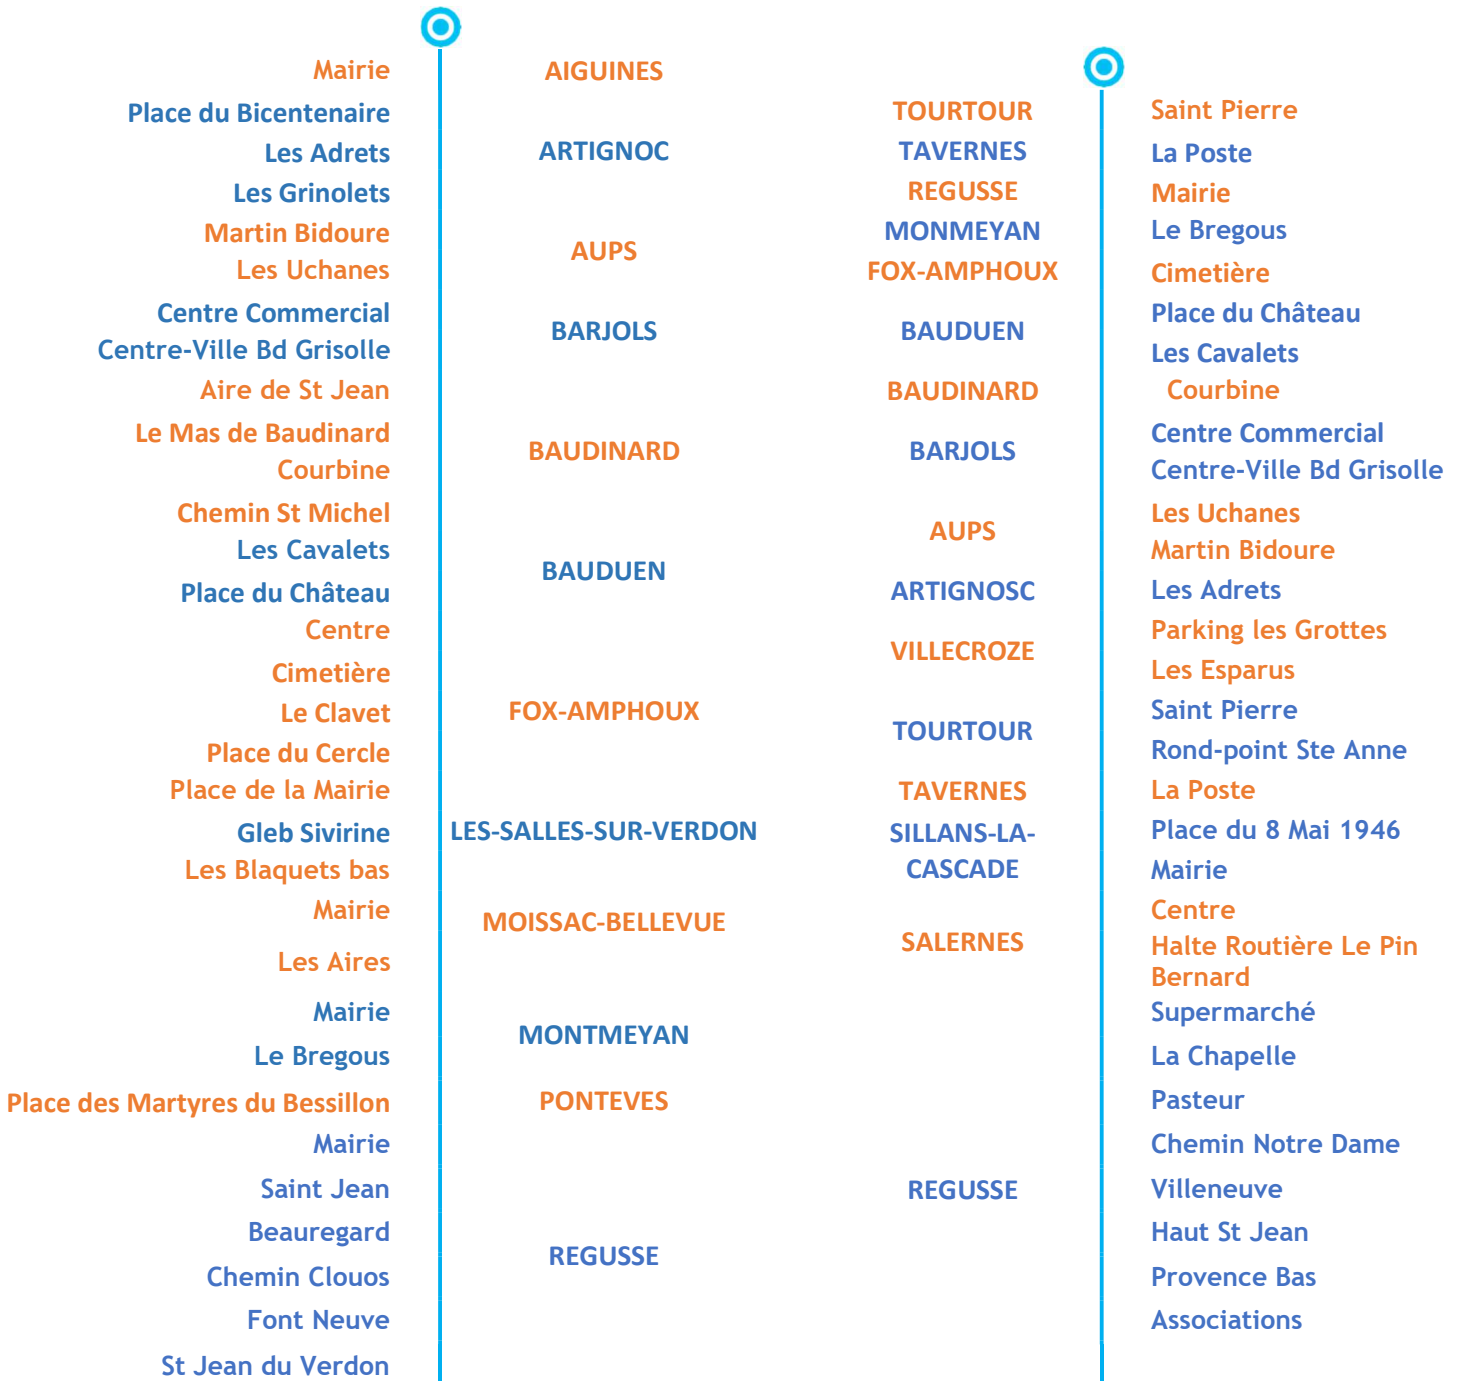 Mairie
AIGUINES
Place du Bicentenaire
Les Adrets
Les Grinolets
ARTIGNOC
Martin Bidoure
Les Uchanes
AUPS
Centre Commercial
Centre-Ville Bd Grisolle
BARJOLS
Aire de St Jean
Le Mas de Baudinard
Courbine
Chemin St Michel
BAUDINARD
Les Cavalets
Place du Château
BAUDUEN
Centre
Cimetière
Le Clavet
Place du Cercle
Place de la Mairie
FOX-AMPHOUX
Gleb Sivirine
LES-SALLES-SUR-VERDON
Les Blaquets bas
Mairie
Les Aires
MOISSAC-BELLEVUE
Mairie
Le Bregous
MONTMEYAN
Place des Martyres du Bessillon
PONTEVES
Mairie
Saint Jean
Beauregard
Chemin Clouos
Font Neuve
St Jean du Verdon
REGUSSE
TOURTOUR
Saint Pierre
TAVERNES
La Poste
REGUSSE
Mairie
MONMEYAN
Le Bregous
FOX-AMPHOUX
Cimetière
BAUDUEN
Place du Château
Les Cavalets
BAUDINARD
Courbine
BARJOLS
Centre Commercial
Centre-Ville Bd Grisolle
AUPS
Les Uchanes
Martin Bidoure
ARTIGNOSC
Les Adrets
VILLECROZE
Parking les Grottes
Les Esparus
TOURTOUR
Saint Pierre
Rond-point Ste Anne
TAVERNES
La Poste
SILLANS-LA-
CASCADE
Place du 8 Mai 1946
Mairie
SALERNES
Centre
Halte Routière Le Pin
Bernard
REGUSSE
Supermarché
La Chapelle
Pasteur
Chemin Notre Dame
Villeneuve
Haut St Jean
Provence Bas
Associations